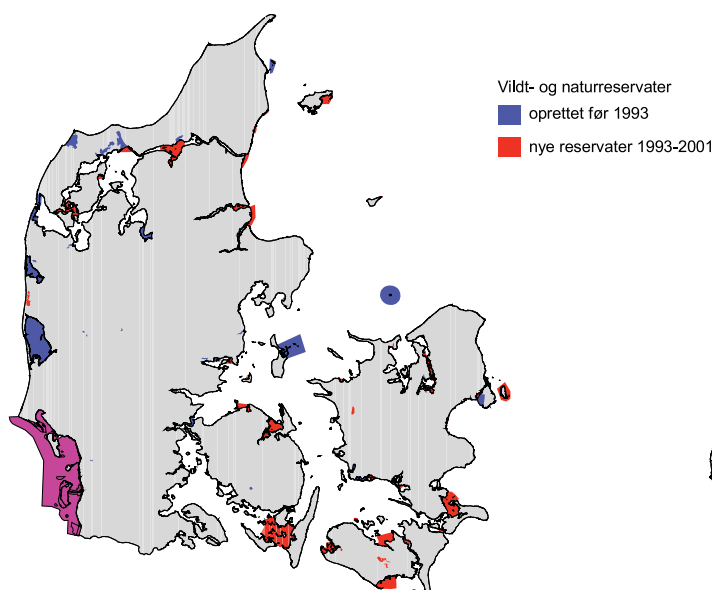 Vildt- og naturreservater
oprettet før 1993
nye reservater 1993-2001